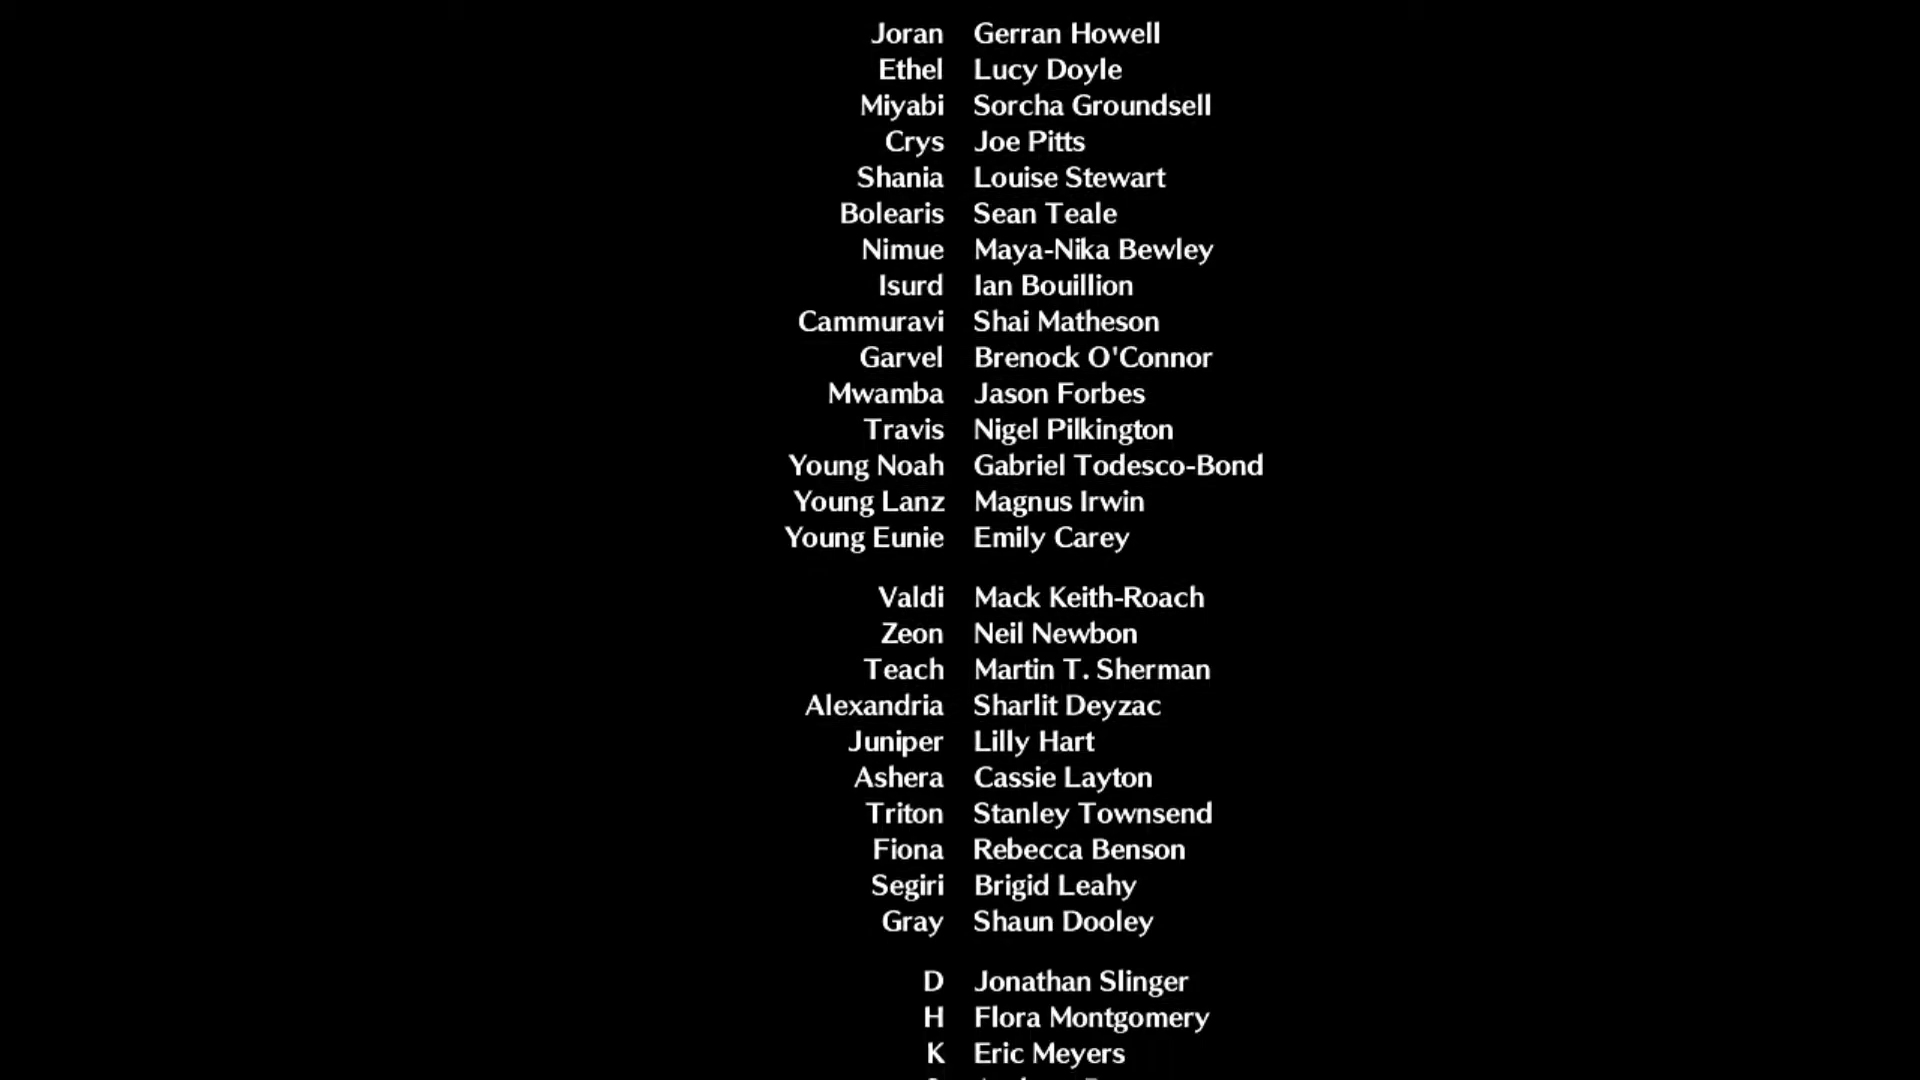 Joran Gerran Howell
Ethel Lucy Doyle
Miyabi Sorcha Groundsell
Crys Joe Pitts
Shania Louise Stewart
Bolearis Sean Teale
Nimue Maya-Nika Bewley
Isurd Ian Bouillion
Cammuravi Shai Matheson
Garvel Brenock O'Connor
Mwamba Jason Forbes
Travis Nigel Pilkington
Young Noah Gabriel Todesco-Bond
Young Lanz Magnus Irwin
Young Eunie Emily Carey
Valdi Mack Keith-Roach
Zeon Neil Newbon
Teach Martin T. Sherman
Alexandria Sharlit Deyzac
Juniper Lilly Hart
Ashera Cassie Layton
Triton Stanley Townsend
Fiona Rebecca Benson
Segiri Brigid Leahy
Gray Shaun Dooley
D Jonathan Slinger
H Flora Montgomery
K Eric Meyers